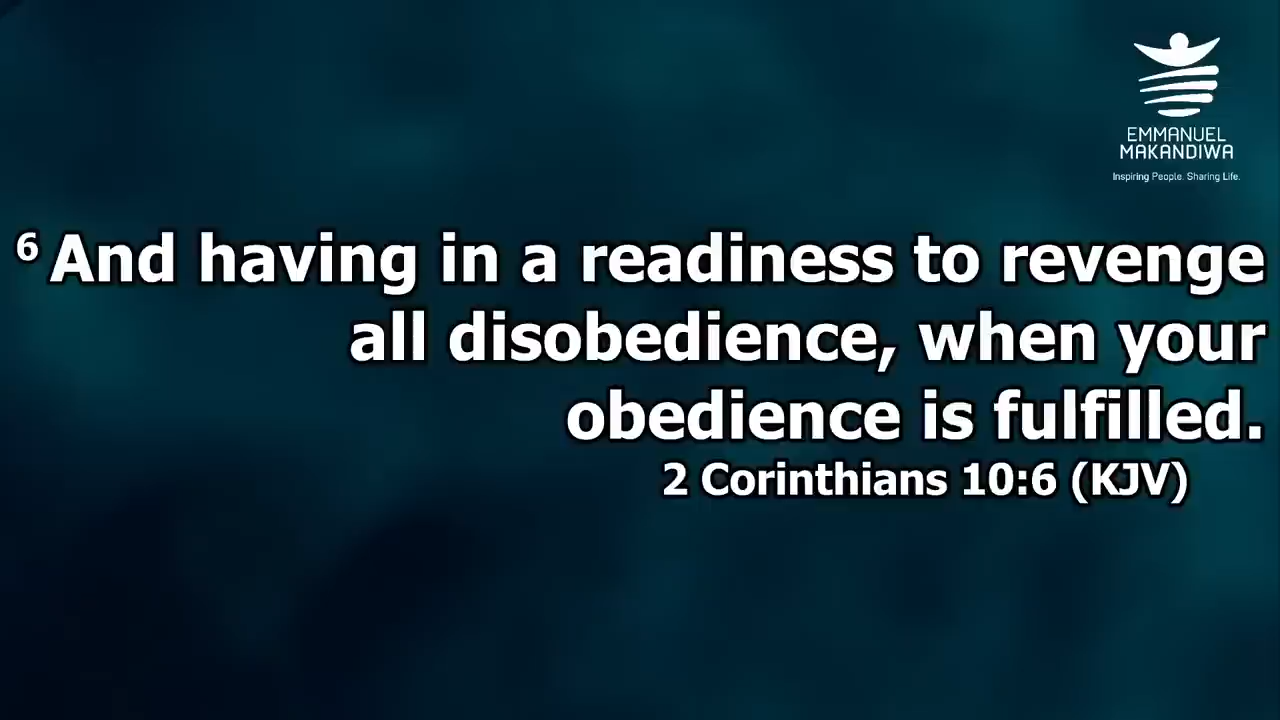 EMMANUEL
MAKANDIWA
Inspiring People. Sharing Life.
6 And having in a readiness to revenge
all disobedience, when your
obedience is fulfilled.
2 Corinthians 10:6 (KJV)